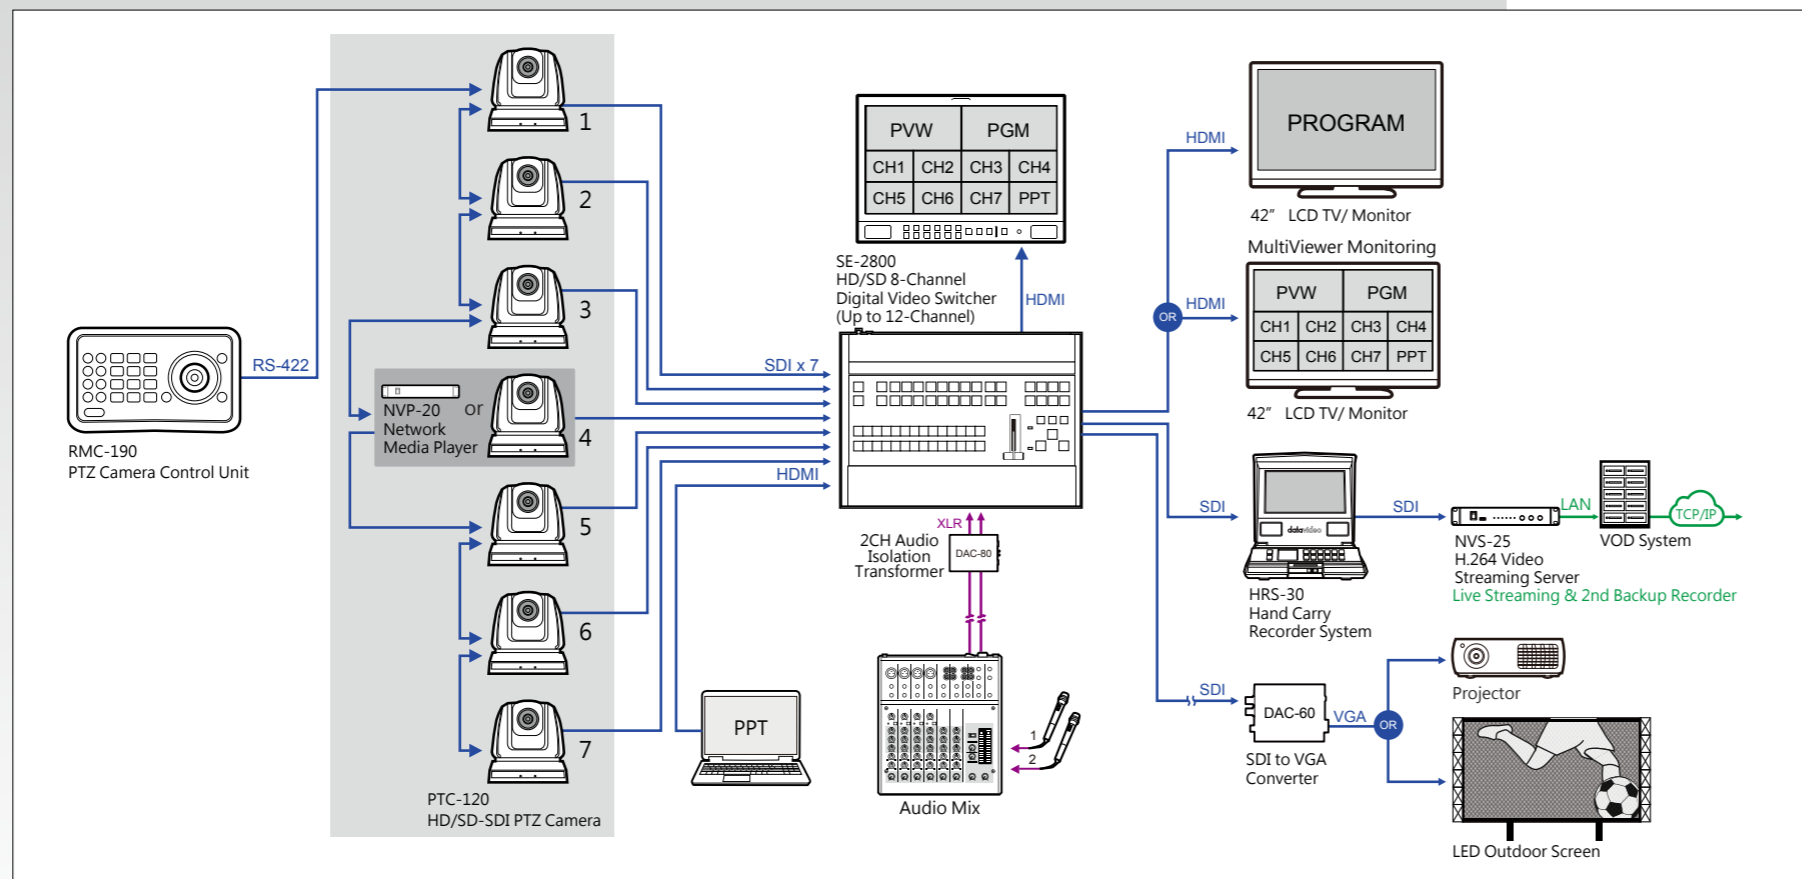 1
2
3
4
5
6
7
RS-422
RMC-190
PTZ Camera Control Unit
NVP-20
or
Network
Media Player
PTC-120
HD/SD-SDI PTZ Camera
SDI x 7
HDMI
PPT
PVW PGM
CH1 CH2 CH3 CH4
CH5 CH6 CH7 PPT
SE-2800
HD/SD 8-Channel
Digital Video Switcher
(Up to 12-Channel)
HDMI
XLR
2CH Audio
Isolation
Transformer
DAC-80
1
2
Audio Mix
HDMI
PROGRAM
42" LCD TV/ Monitor
MultiViewer Monitoring
OR
HDMI
PVW PGM
CH1 CH2 CH3 CH4
CH5 CH6 CH7 PPT
42" LCD TV/ Monitor
SDI
datavideo
HRS-30
Hand Carry
Recorder System
SDI
NVS-25
H.264 Video
Streaming Server
Live Streaming & 2nd Backup Recorder
LAN
VOD System
TCP/IP
SDI
DAC-60
SDI to VGA
Converter
VGA
OR
Projector
LED Outdoor Screen